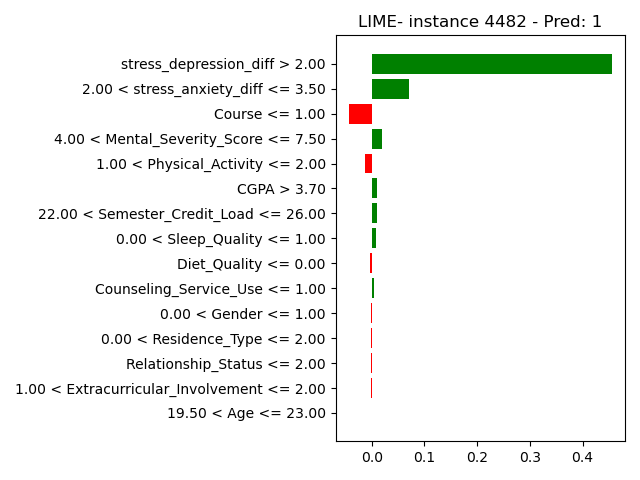 LIME- instance 4482 - Pred: 1
stress_depression_diff > 2.00
2.00 < stress_anxiety_diff <= 3.50
Course <= 1.00
4.00 < Mental_Severity_Score <= 7.50
1.00 < Physical_Activity <= 2.00
CGPA > 3.70
22.00 < Semester_Credit_Load <= 26.00
0.00 < Sleep_Quality <= 1.00
Diet_Quality <= 0.00
Counseling_Service_Use <= 1.00
0.00 < Gender <= 1.00
0.00 < Residence_Type <= 2.00
Relationship_Status <= 2.00
1.00 < Extracurricular_Involvement <= 2.00
19.50 < Age <= 23.00
0.0 0.1 0.2 0.3 0.4